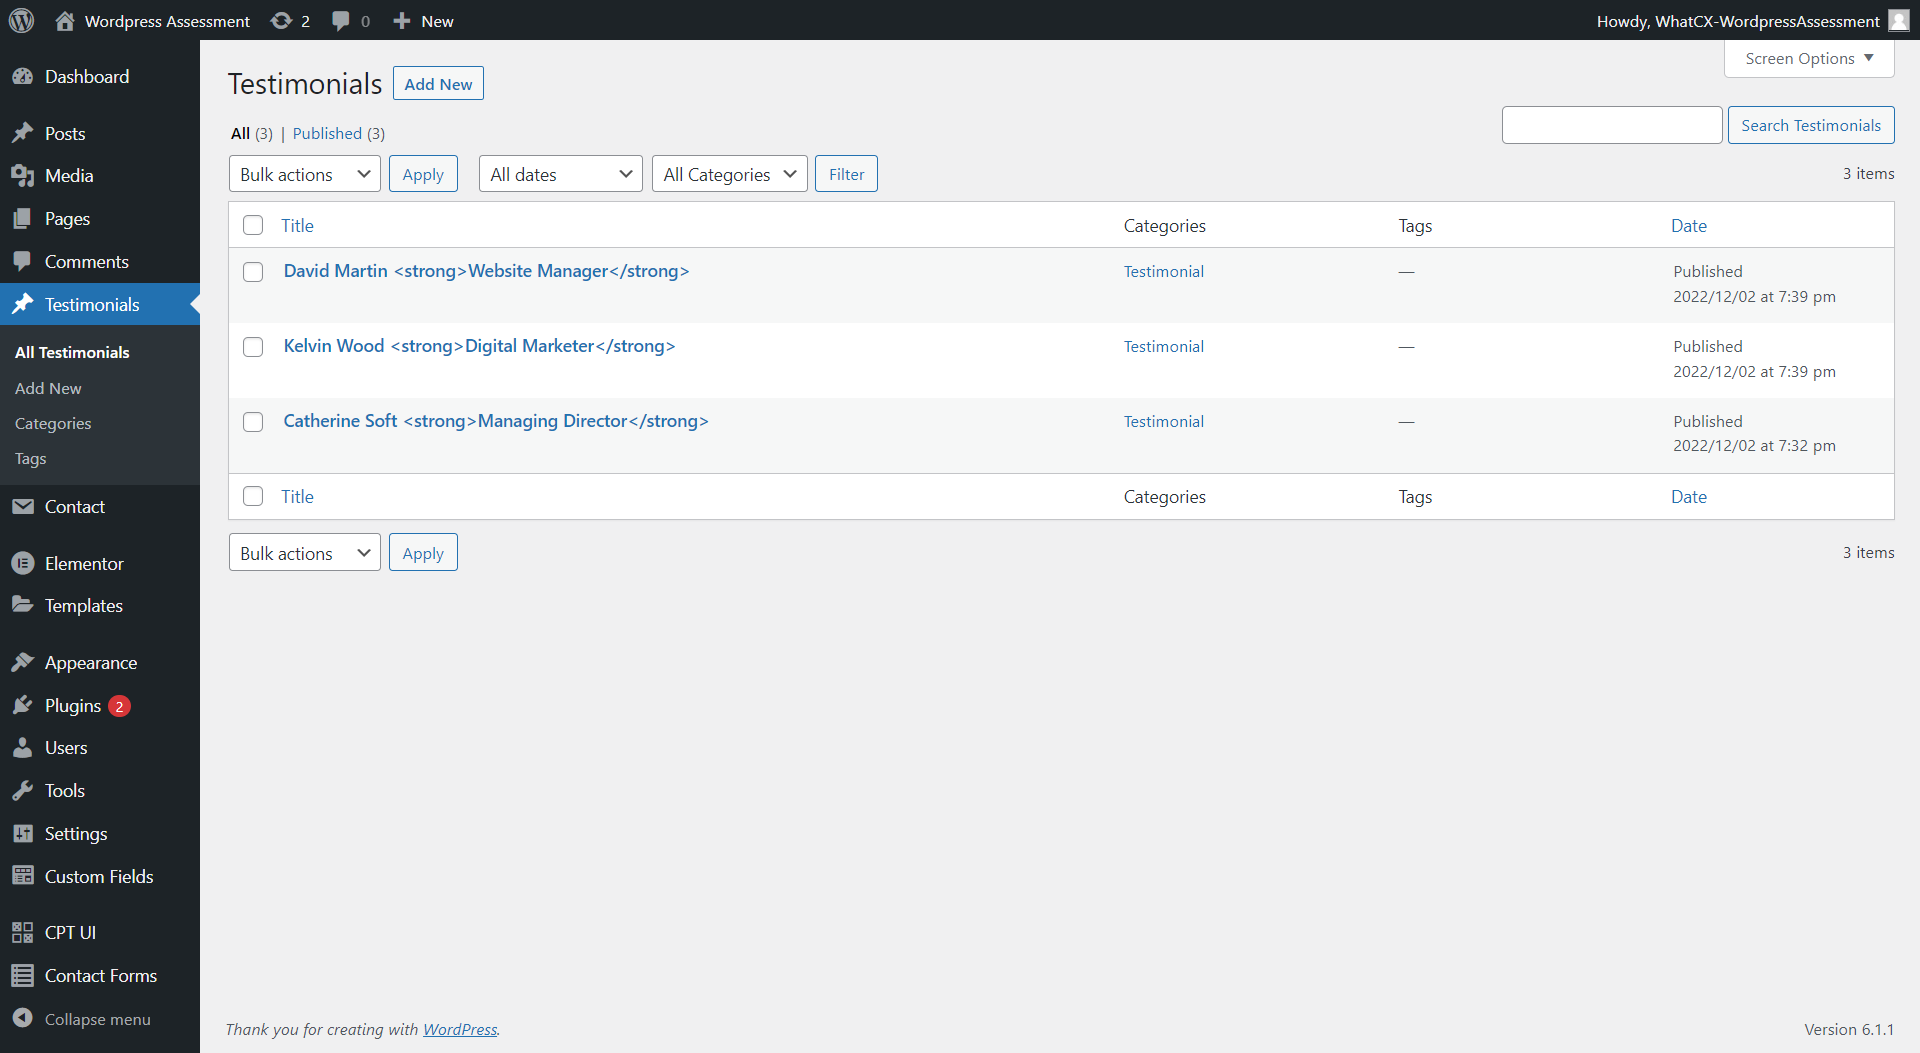 Wordpress Assessment 2 0 New Howdy, WhatCX-WordpressAssessment
Dashboard
Posts
Media
Pages
Comments
Testimonials
All Testimonials
Add New
Categories
Tags
Contact
Elementor
Templates
Appearance
Plugins 2
Users
Tools
Settings
Custom Fields
CPT UI
Contact Forms
Collapse menu
Screen Options
Testimonials Add New
All (3) | Published (3)
Search Testimonials
Bulk actions Apply All dates All Categories Filter 3 items
Title Categories Tags Date
David Martin <strong>Website Manager</strong> Testimonial — Published
2022/12/02 at 7:39 pm
Kelvin Wood <strong>Digital Marketer</strong> Testimonial — Published
2022/12/02 at 7:39 pm
Catherine Soft <strong>Managing Director</strong> Testimonial — Published
2022/12/02 at 7:32 pm
Title Categories Tags Date
Bulk actions Apply 3 items
Thank you for creating with WordPress. Version 6.1.1